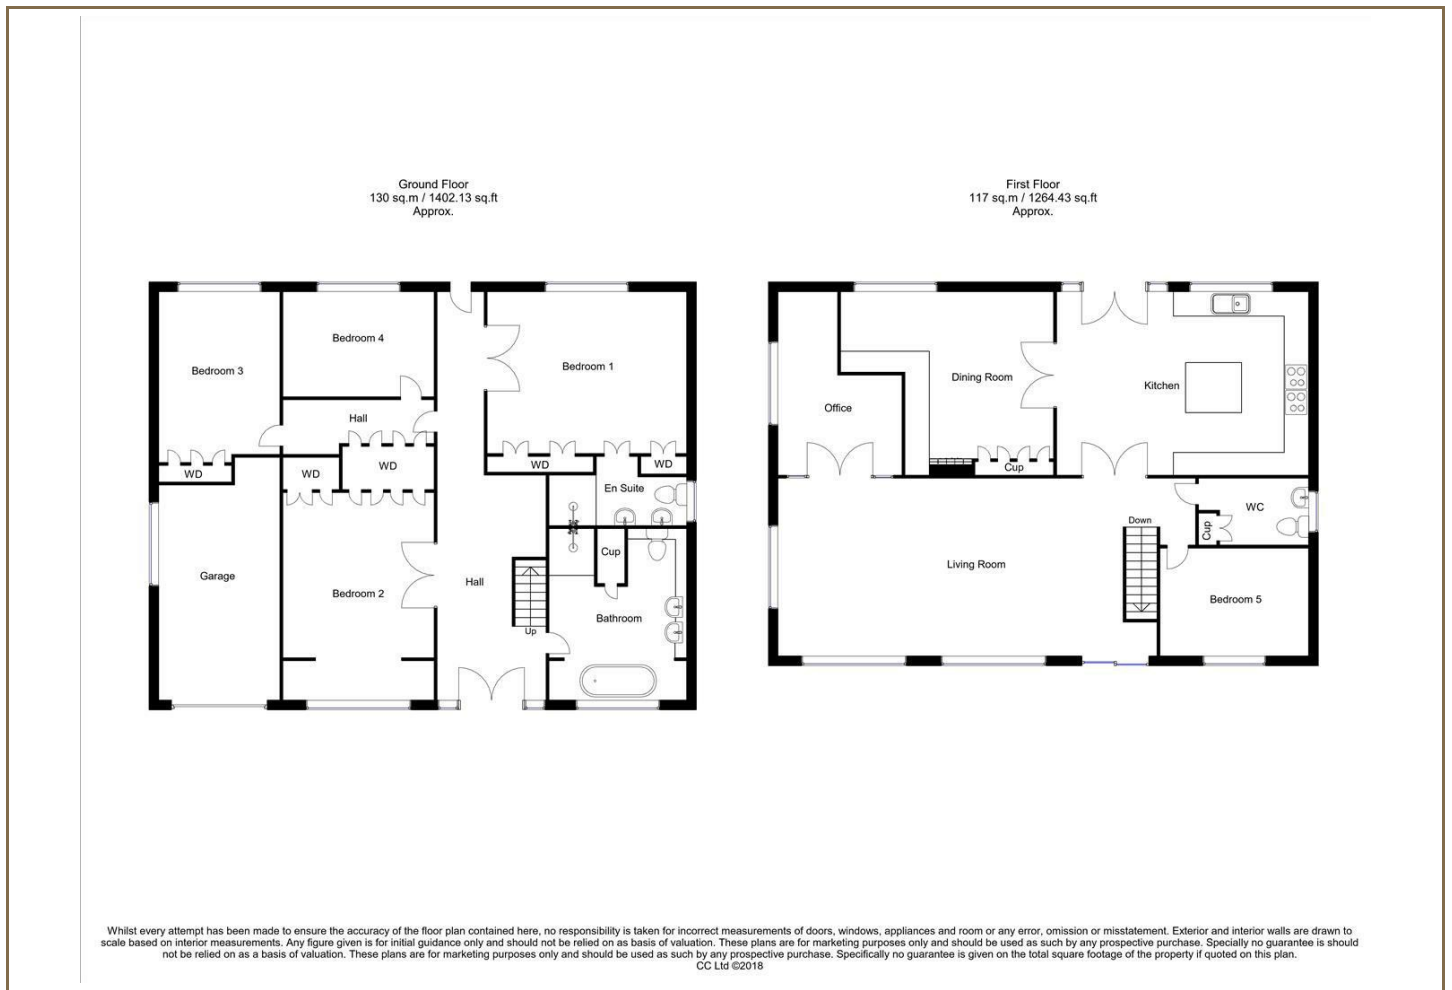 Ground Floor
130 sq.m / 1402.13 sq.ft
Approx.
First Floor
117 sq.m / 1264.43 sq.ft
Approx.
Bedroom 4
Bedroom 3
Bedroom 1
Hall
WD
WD
WD
WD
WD
En Suite
Cup
Garage
Hall
Bedroom 2
Bathroom
Up
Dining Room
Kitchen
Office
Cup
WC
Down
Cup
Living Room
Bedroom 5
Whilst every attempt has been made to ensure the accuracy of the floor plan contained here, no responsibility is taken for incorrect measurements of doors, windows, appliances and room or any error, omission or misstatement. Exterior and interior walls are drawn to
scale based on interior measurements. Any figure given is for initial guidance only and should not be relied on as basis of valuation. These plans are for marketing purposes only and should be used as such by any prospective purchase. Specially no guarantee is should
not be relied on as a basis of valuation. These plans are for marketing purposes only and should be used as such by any prospective purchase. Specifically no guarantee is given on the total square footage of the property if quoted on this plan.
CC Ltd ©2018